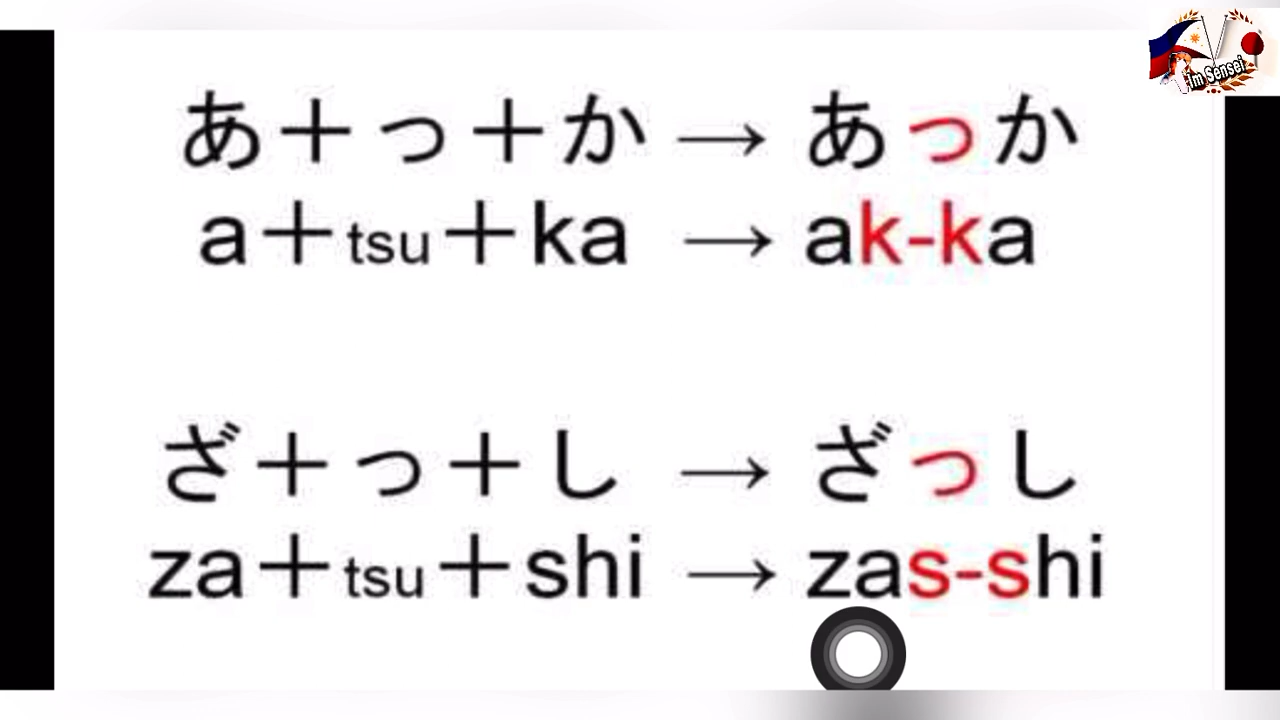 im Sensei
あ＋っ＋か → あっか
a＋tsu＋ka → ak-ka
ざ＋っ＋し → ざっし
za＋tsu＋shi → zas-shi